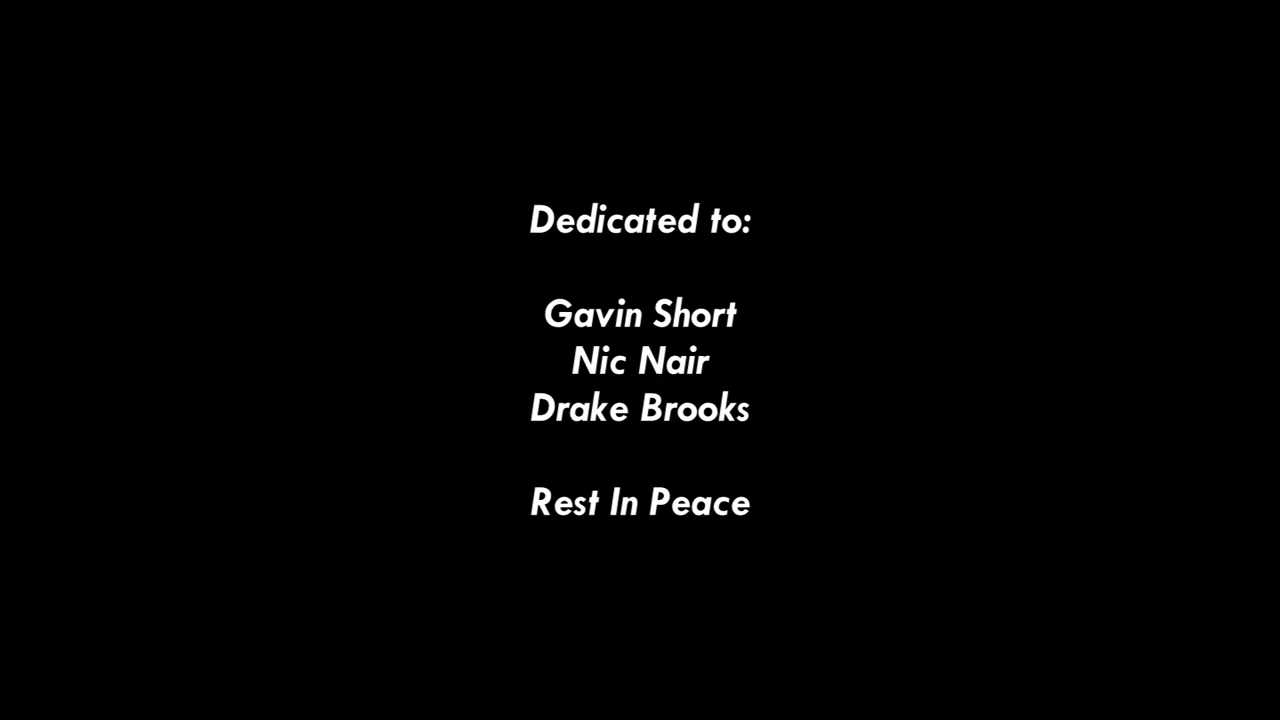 Dedicated to:
Gavin Short
Nic Nair
Drake Brooks
Rest In Peace